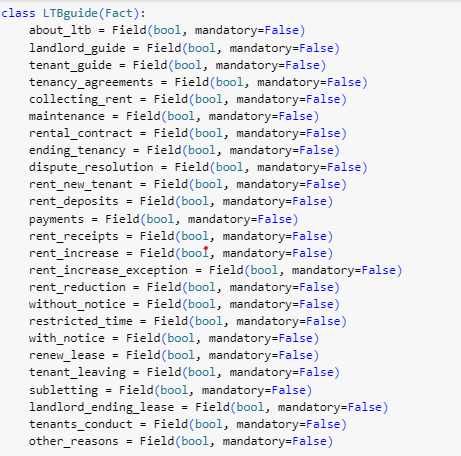 class LTBguide(Fact):
    about_ltb = Field(bool, mandatory=False)
    landlord_guide = Field(bool, mandatory=False)
    tenant_guide = Field(bool, mandatory=False)
    tenancy_agreements = Field(bool, mandatory=False)
    collecting_rent = Field(bool, mandatory=False)
    maintenance = Field(bool, mandatory=False)
    rental_contract = Field(bool, mandatory=False)
    ending_tenancy = Field(bool, mandatory=False)
    dispute_resolution = Field(bool, mandatory=False)
    rent_new_tenant = Field(bool, mandatory=False)
    rent_deposits = Field(bool, mandatory=False)
    payments = Field(bool, mandatory=False)
    rent_receipts = Field(bool, mandatory=False)
    rent_increase = Field(bool, mandatory=False)
    rent_increase_exception = Field(bool, mandatory=False)
    rent_reduction = Field(bool, mandatory=False)
    without_notice = Field(bool, mandatory=False)
    restricted_time = Field(bool, mandatory=False)
    with_notice = Field(bool, mandatory=False)
    renew_lease = Field(bool, mandatory=False)
    tenant_leaving = Field(bool, mandatory=False)
    subletting = Field(bool, mandatory=False)
    landlord_ending_lease = Field(bool, mandatory=False)
    tenants_conduct = Field(bool, mandatory=False)
    other_reasons = Field(bool, mandatory=False)